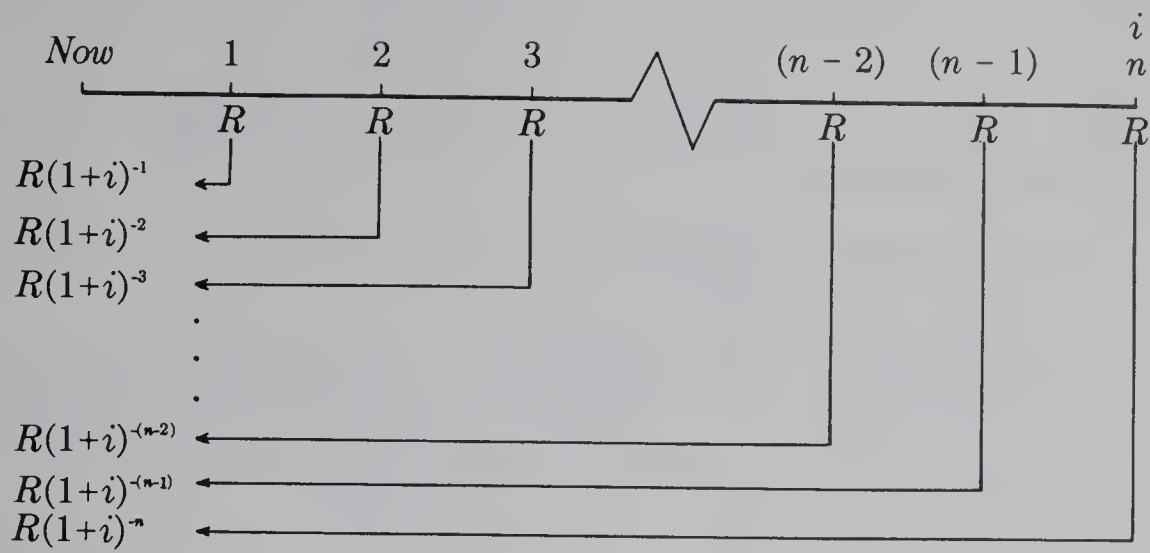 i
Now 1 2 3 (n - 2) (n - 1) n
R R R R R R
R(1+i)⁻¹
R(1+i)⁻²
R(1+i)⁻³
.
.
.
R(1+i)⁻⁽ⁿ⁻²⁾
R(1+i)⁻⁽ⁿ⁻¹⁾
R(1+i)⁻ⁿ